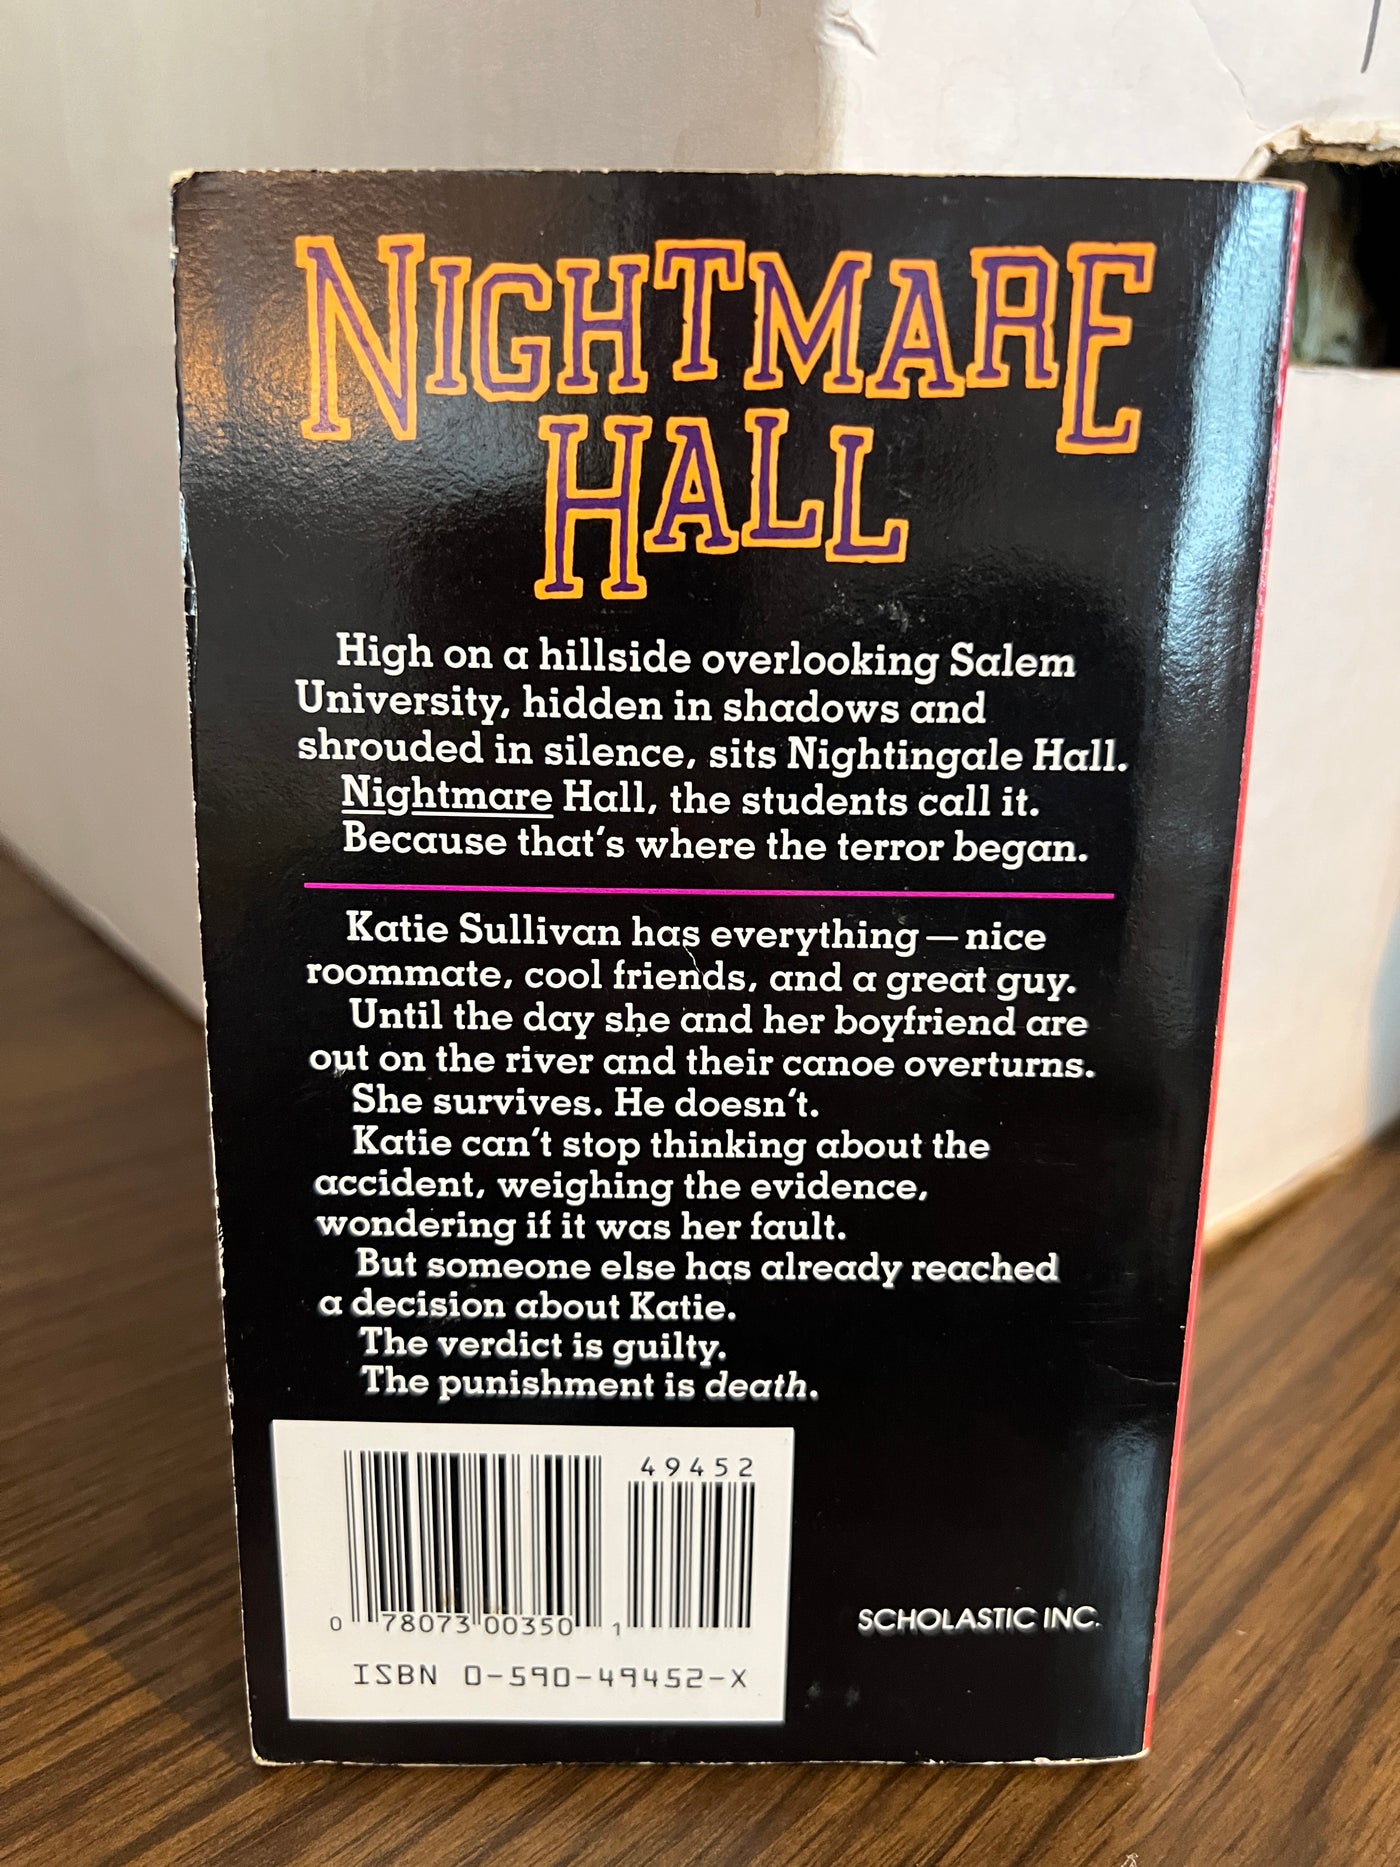 NIGHTMARE
HALL
High on a hillside overlooking Salem
University, hidden in shadows and
shrouded in silence, sits Nightingale Hall.
Nightmare Hall, the students call it.
Because that's where the terror began.
Katie Sullivan has everything—nice
roommate, cool friends, and a great guy.
Until the day she and her boyfriend are
out on the river and their canoe overturns.
She survives. He doesn't.
Katie can't stop thinking about the
accident, weighing the evidence,
wondering if it was her fault.
But someone else has already reached
a decision about Katie.
The verdict is guilty.
The punishment is death.
49452
0 78073 00350 1
ISBN 0-590-49452-X
SCHOLASTIC INC.